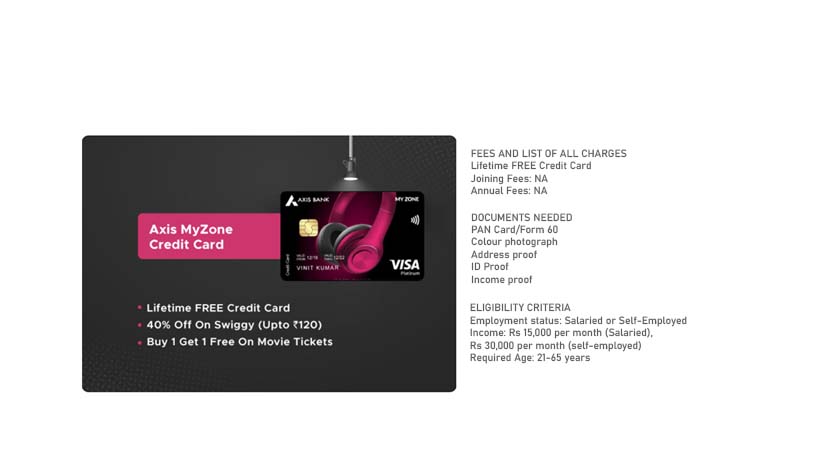 Axis MyZone
Credit Card
AXIS BANK
MY ZONE
Credit Card
VINIT KUMAR
VISA
Platinum
• Lifetime FREE Credit Card
• 40% Off On Swiggy (Upto ₹120)
• Buy 1 Get 1 Free On Movie Tickets
FEES AND LIST OF ALL CHARGES
Lifetime FREE Credit Card
Joining Fees: NA
Annual Fees: NA
DOCUMENTS NEEDED
PAN Card/Form 60
Colour photograph
Address proof
ID Proof
Income proof
ELIGIBILITY CRITERIA
Employment status: Salaried or Self-Employed
Income: Rs 15,000 per month (Salaried),
Rs 30,000 per month (self-employed)
Required Age: 21-65 years